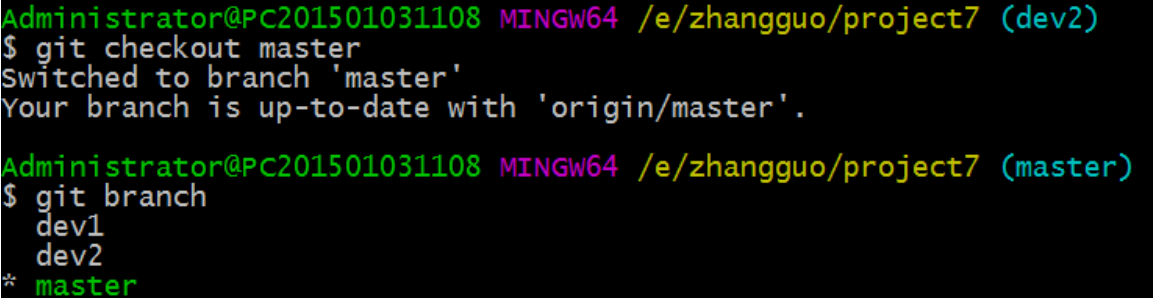 Administrator@PC201501031108 MINGW64 /e/zhangguo/project7 (dev2)
$ git checkout master
Switched to branch 'master'
Your branch is up-to-date with 'origin/master'.
Administrator@PC201501031108 MINGW64 /e/zhangguo/project7 (master)
$ git branch
  dev1
  dev2
* master